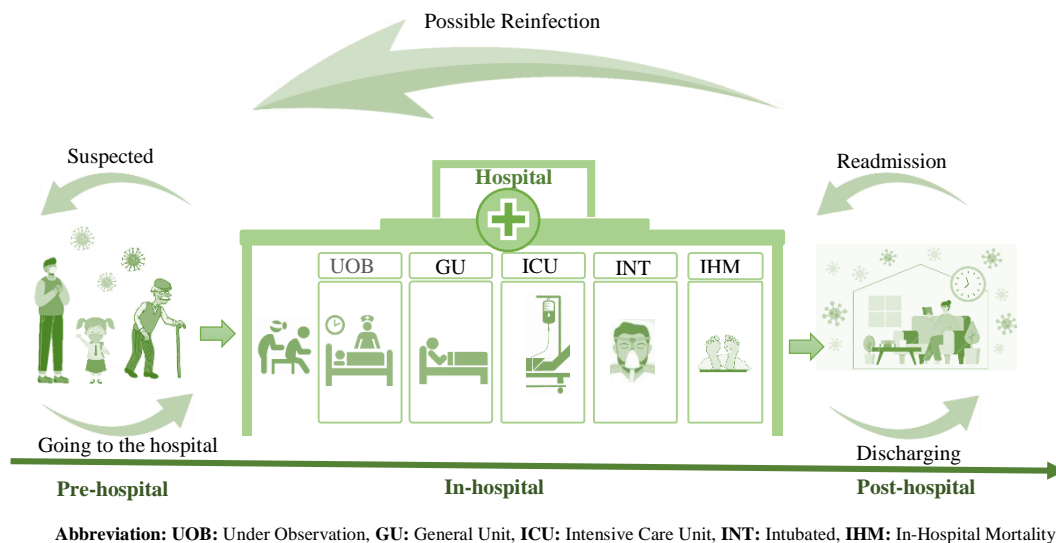 Possible Reinfection
Suspected
Readmission
Hospital
UOB
GU
ICU
INT
IHM
Going to the hospital
Discharging
Pre-hospital
In-hospital
Post-hospital
Abbreviation: UOB: Under Observation, GU: General Unit, ICU: Intensive Care Unit, INT: Intubated, IHM: In-Hospital Mortality